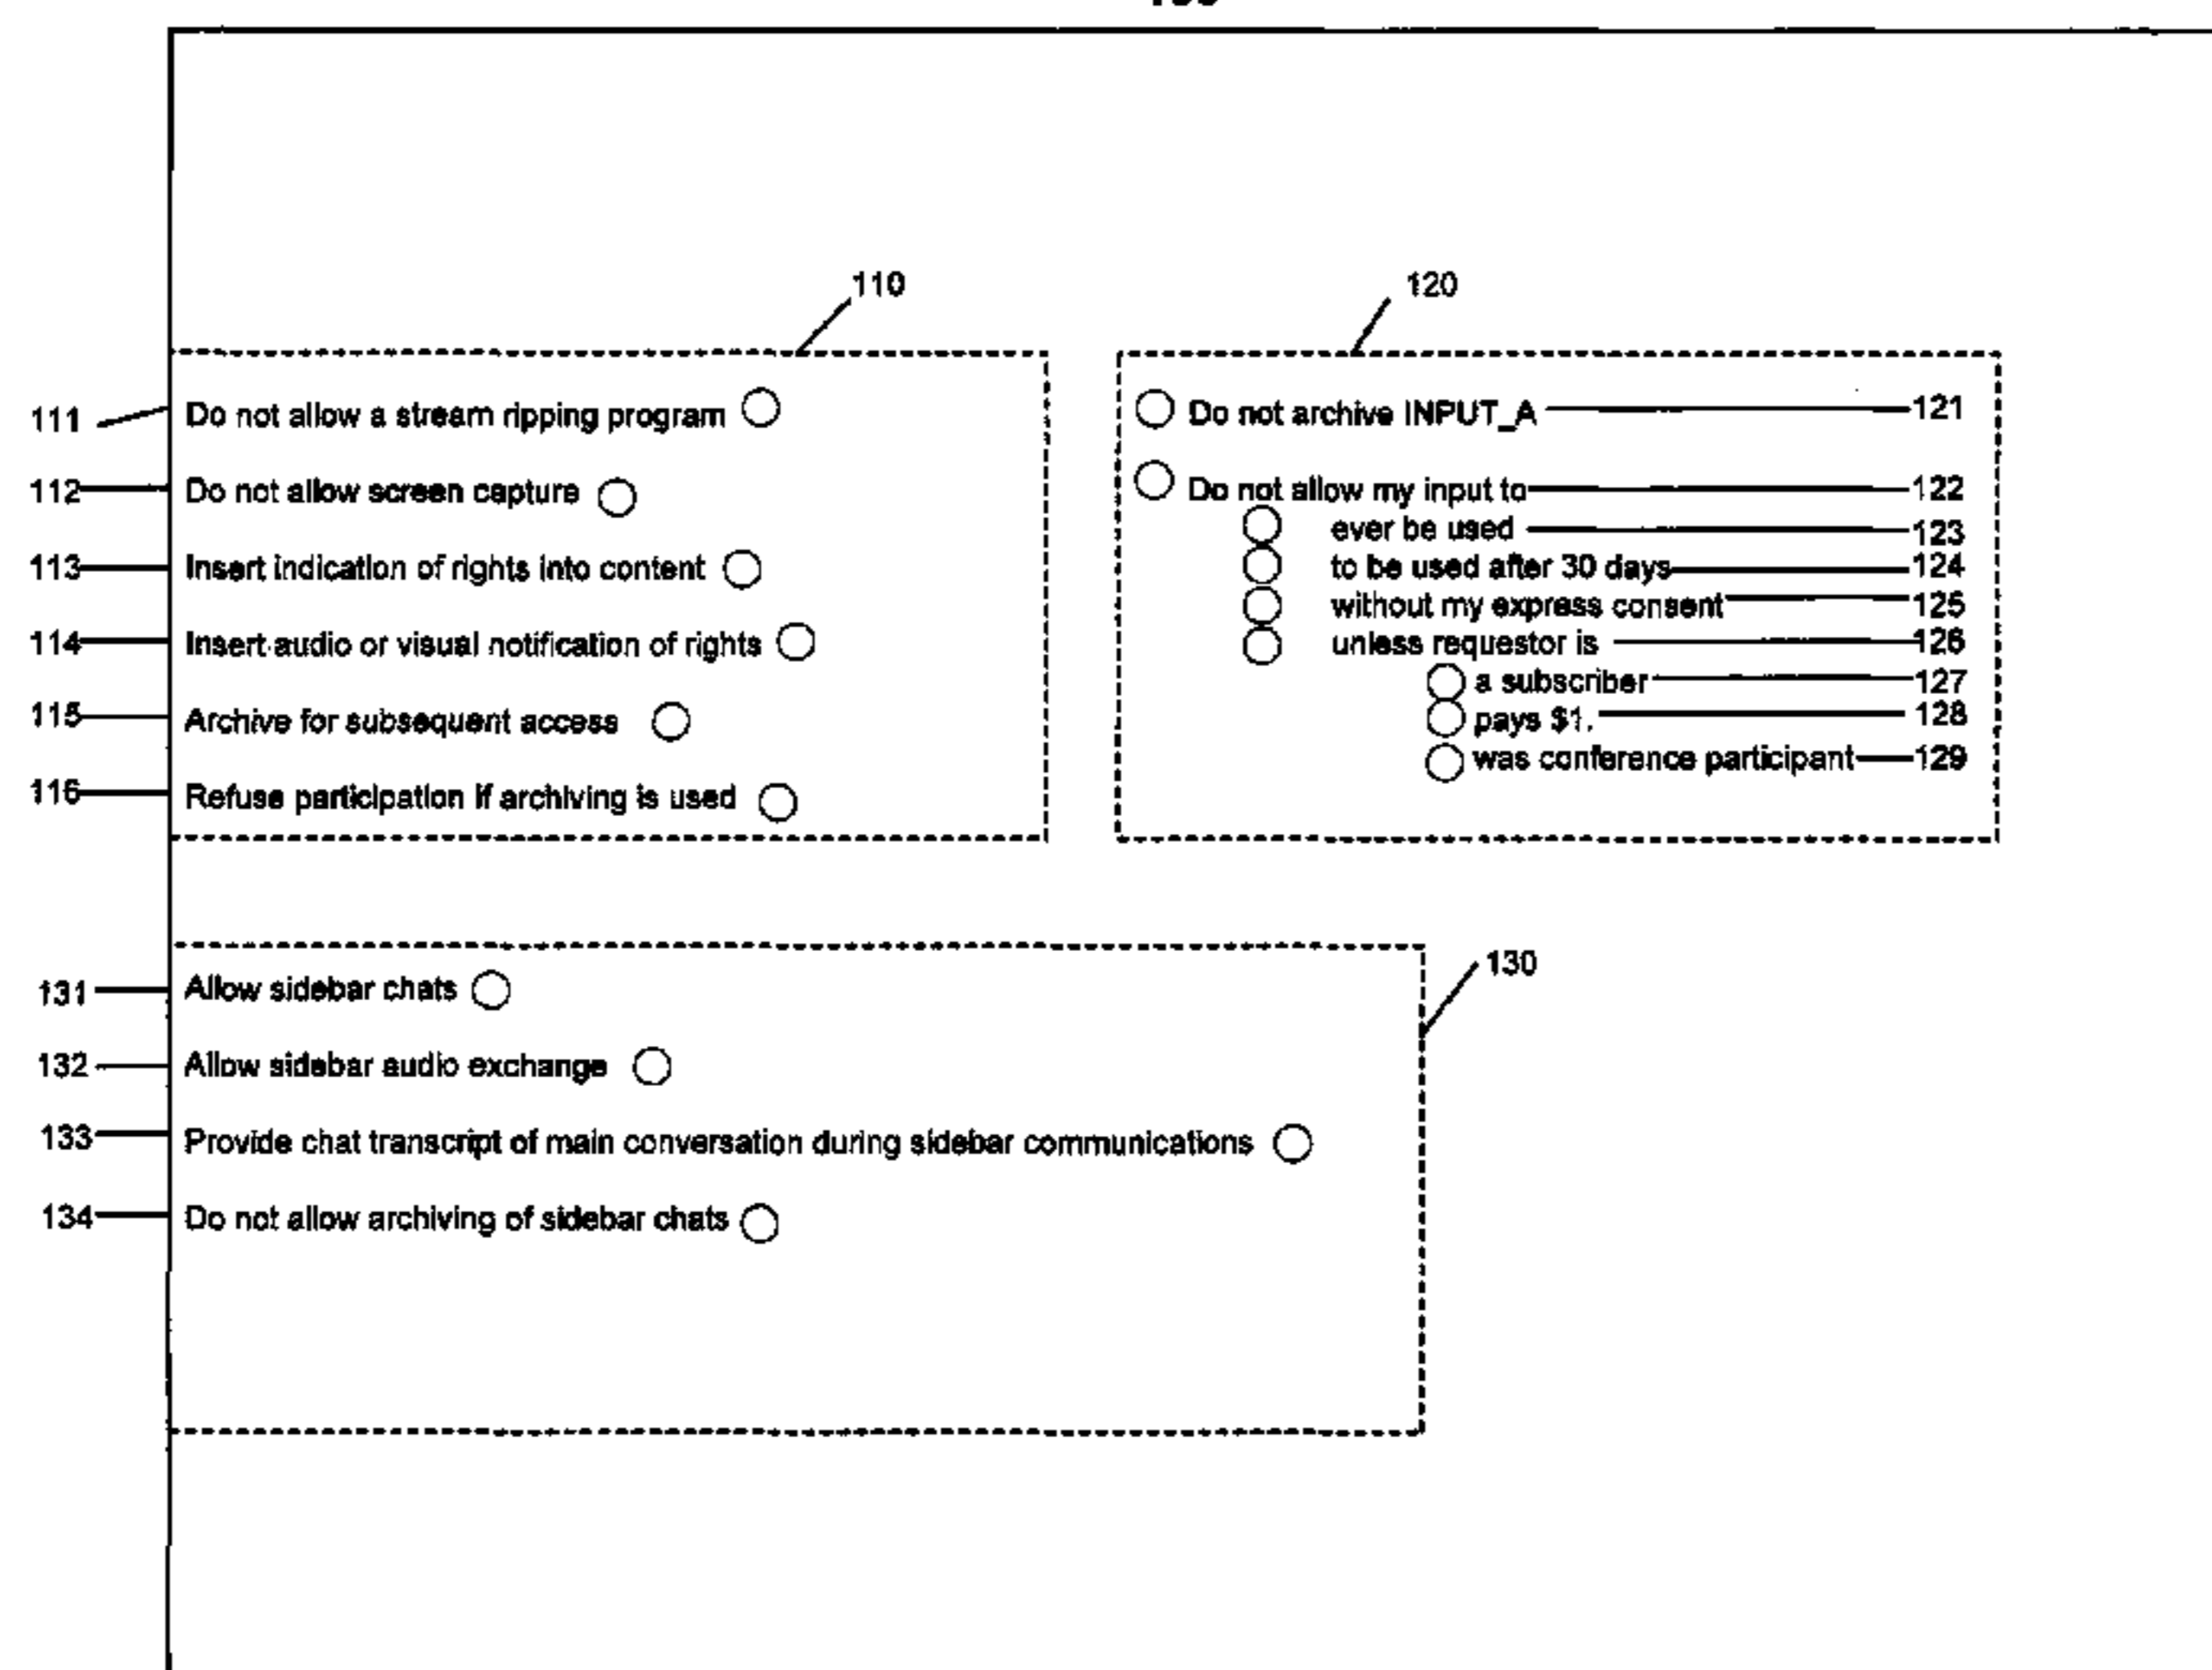 110
111 Do not allow a stream ripping program
112 Do not allow screen capture
113 Insert indication of rights into content
114 Insert audio or visual notification of rights
115 Archive for subsequent access
116 Refuse participation if archiving is used
120
Do not archive INPUT_A 121
Do not allow my input to 122
ever be used 123
to be used after 30 days 124
without my express consent 125
unless requestor is 126
a subscriber 127
pays $1. 128
was conference participant 129
130
131 Allow sidebar chats
132 Allow sidebar audio exchange
133 Provide chat transcript of main conversation during sidebar communications
134 Do not allow archiving of sidebar chats